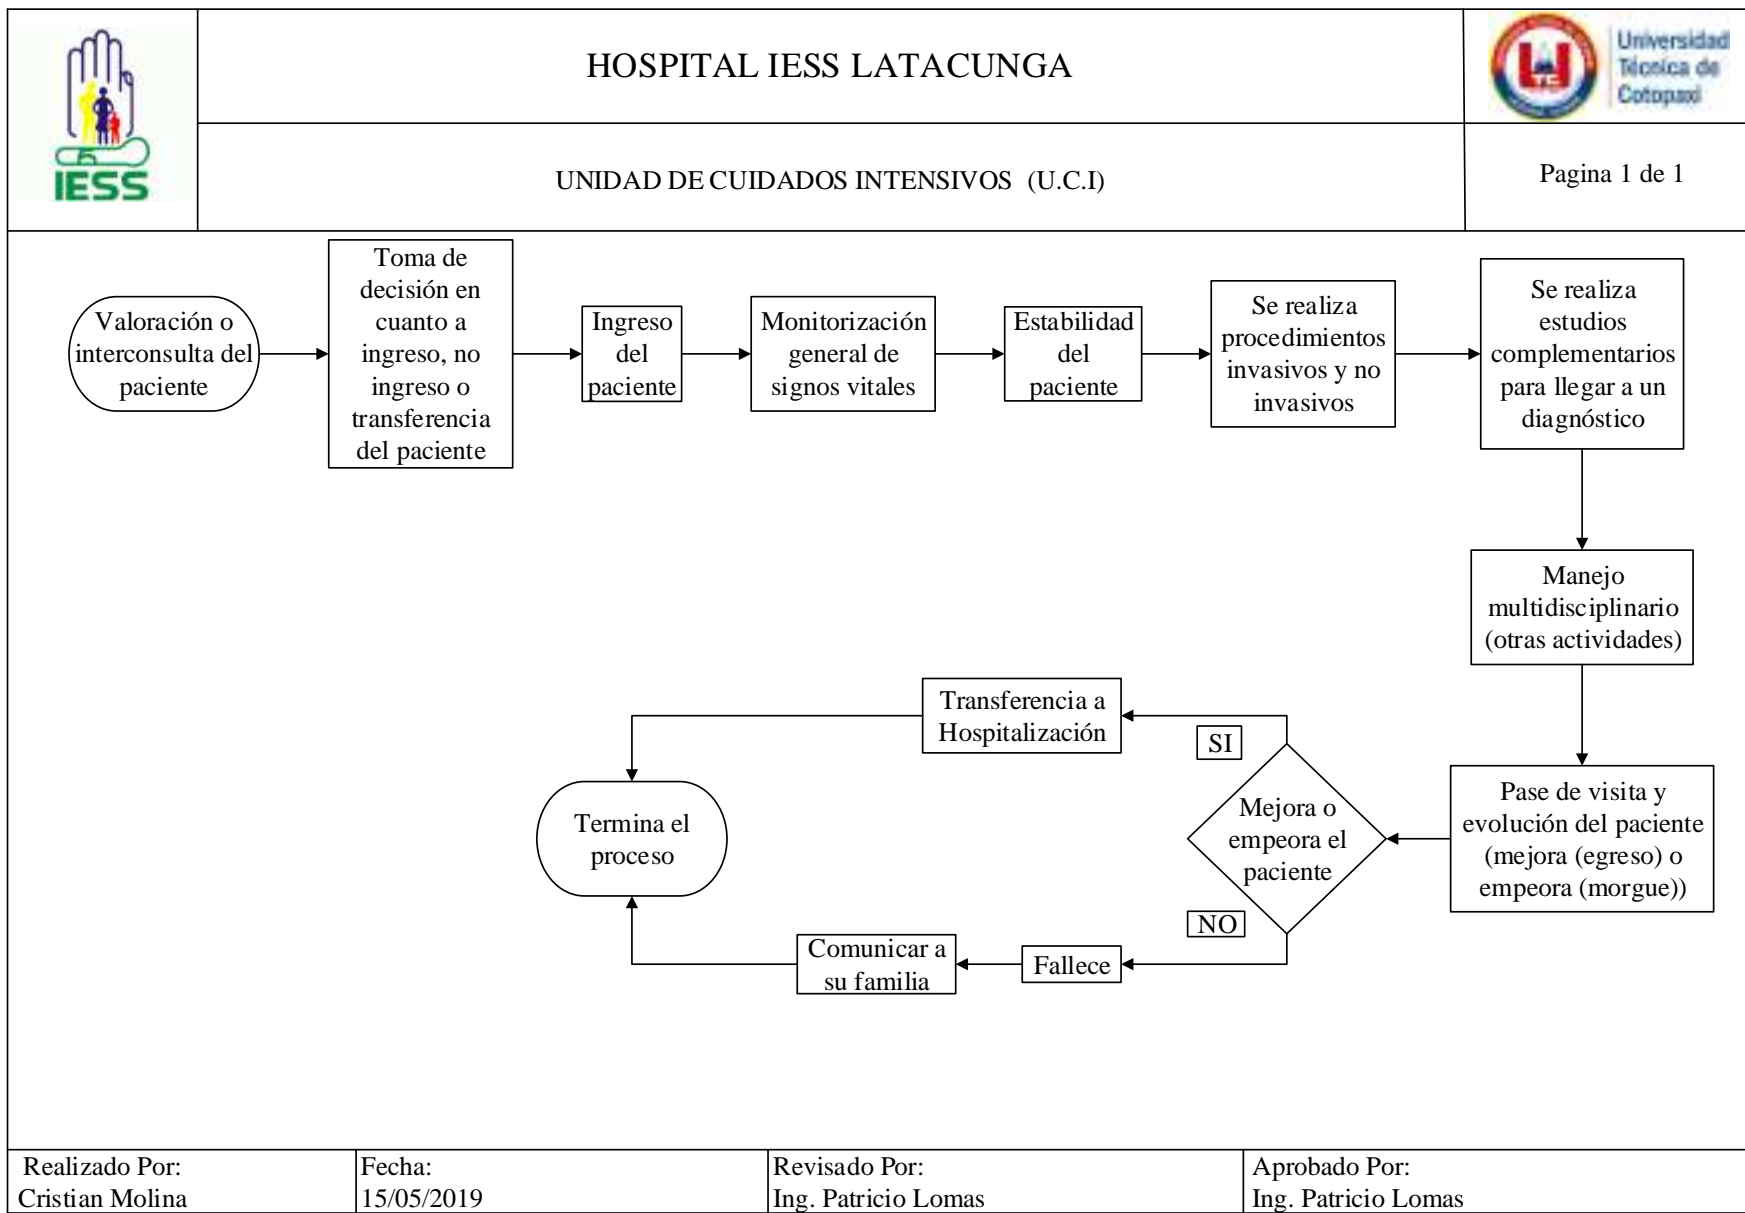 HOSPITAL IESS LATACUNGA
Universidad
Técnica de
Cotopaxi
IESS
UNIDAD DE CUIDADOS INTENSIVOS (U.C.I)
Pagina 1 de 1
Valoración o
interconsulta del
paciente
Toma de
decisión en
cuanto a
ingreso, no
ingreso o
transferencia
del paciente
Ingreso
del
paciente
Monitorización
general de
signos vitales
Estabilidad
del
paciente
Se realiza
procedimientos
invasivos y no
invasivos
Se realiza
estudios
complementarios
para llegar a un
diagnóstico
Manejo
multidisciplinario
(otras actividades)
Pase de visita y
evolución del paciente
(mejora (egreso) o
empeora (morgue))
Mejora o
empeora el
paciente
SI
Transferencia a
Hospitalización
NO
Fallece
Comunicar a
su familia
Termina el
proceso
Realizado Por:
Cristian Molina
Fecha:
15/05/2019
Revisado Por:
Ing. Patricio Lomas
Aprobado Por:
Ing. Patricio Lomas